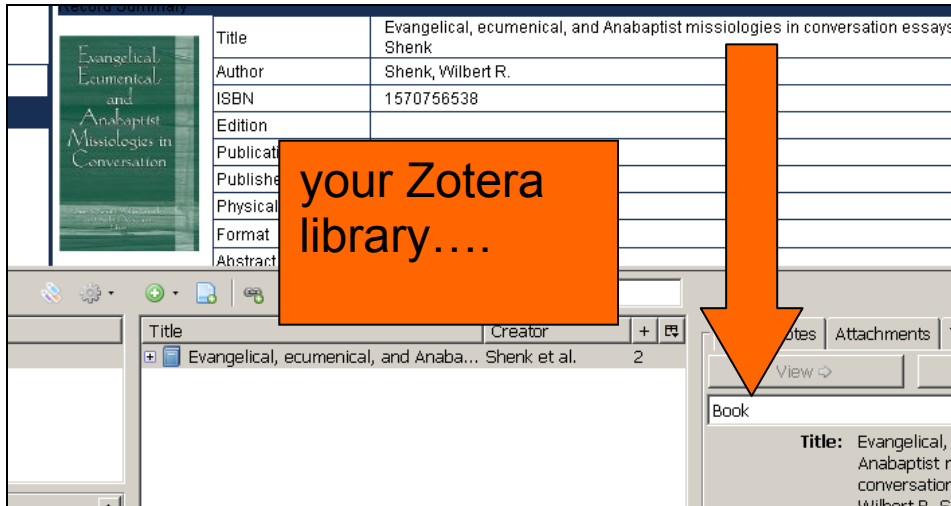 Record Summary
Evangelical,
Ecumenical,
and
Anabaptist
Missiologies in
Conversation
Title
Evangelical, ecumenical, and Anabaptist missiologies in conversation essays
Shenk
Author
Shenk, Wilbert R.
ISBN
1570756538
Edition
Publicati
Publishe
Physical
Format
Abstract
your Zotera
library....
Title
Creator
+
Evangelical, ecumenical, and Anaba... Shenk et al.
2
otes
Attachments
View
Book
Title:
Evangelical,
Anabaptist
conversation
Wilbert R. S